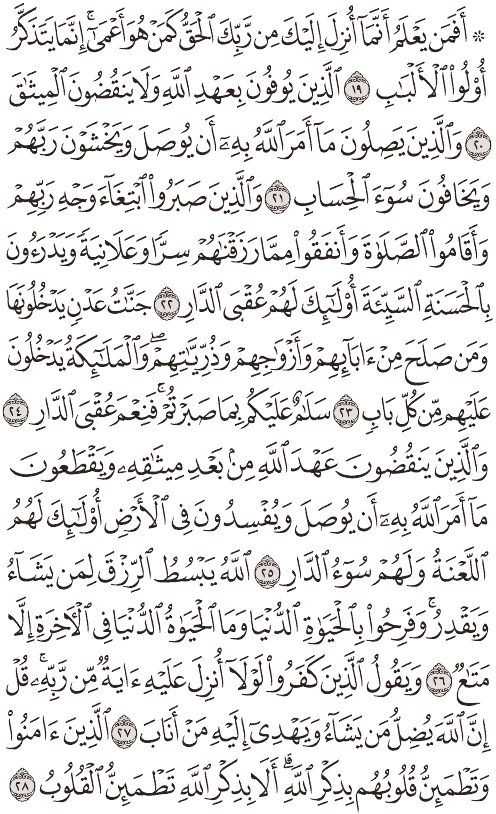 ۞ أَفَمَن يَعْلَمُ أَنَّمَآ أُنزِلَ إِلَيْكَ مِن رَّبِّكَ ٱلْحَقُّ كَمَنْ هُوَ أَعْمَىٰٓ ۚ إِنَّمَا يَتَذَكَّرُ
أُو۟لُوا۟ ٱلْأَلْبَـٰبِ ١٩ ٱلَّذِينَ يُوفُونَ بِعَهْدِ ٱللَّهِ وَلَا يَنقُضُونَ ٱلْمِيثَـٰقَ
٢٠ وَٱلَّذِينَ يَصِلُونَ مَآ أَمَرَ ٱللَّهُ بِهِۦٓ أَن يُوصَلَ وَيَخْشَوْنَ رَبَّهُمْ
وَيَخَافُونَ سُوٓءَ ٱلْحِسَابِ ٢١ وَٱلَّذِينَ صَبَرُوا۟ ٱبْتِغَآءَ وَجْهِ رَبِّهِمْ
وَأَقَامُوا۟ ٱلصَّلَوٰةَ وَأَنفَقُوا۟ مِمَّا رَزَقْنَـٰهُمْ سِرًّا وَعَلَانِيَةً وَيَدْرَءُونَ
بِٱلْحَسَنَةِ ٱلسَّيِّئَةَ أُو۟لَـٰٓئِكَ لَهُمْ عُقْبَى ٱلدَّارِ ٢٢ جَنَّـٰتُ عَدْنٍ يَدْخُلُونَهَا
وَمَن صَلَحَ مِنْ ءَابَآئِهِمْ وَأَزْوَٰجِهِمْ وَذُرِّيَّـٰتِهِمْ ۖ وَٱلْمَلَـٰٓئِكَةُ يَدْخُلُونَ
عَلَيْهِم مِّن كُلِّ بَابٍ ٢٣ سَلَـٰمٌ عَلَيْكُم بِمَا صَبَرْتُمْ ۚ فَنِعْمَ عُقْبَى ٱلدَّارِ ٢٤
وَٱلَّذِينَ يَنقُضُونَ عَهْدَ ٱللَّهِ مِنۢ بَعْدِ مِيثَـٰقِهِۦ وَيَقْطَعُونَ
مَآ أَمَرَ ٱللَّهُ بِهِۦٓ أَن يُوصَلَ وَيُفْسِدُونَ فِى ٱلْأَرْضِ أُو۟لَـٰٓئِكَ لَهُمُ
ٱللَّعْنَةُ وَلَهُمْ سُوٓءُ ٱلدَّارِ ٢٥ ٱللَّهُ يَبْسُطُ ٱلرِّزْقَ لِمَن يَشَآءُ
وَيَقْدِرُ ۚ وَفَرِحُوا۟ بِٱلْحَيَوٰةِ ٱلدُّنْيَا وَمَا ٱلْحَيَوٰةُ ٱلدُّنْيَا فِى ٱلْـَٔاخِرَةِ إِلَّا
مَتَـٰعٌ ٢٦ وَيَقُولُ ٱلَّذِينَ كَفَرُوا۟ لَوْلَآ أُنزِلَ عَلَيْهِ ءَايَةٌ مِّن رَّبِّهِۦ ۗ قُلْ
إِنَّ ٱللَّهَ يُضِلُّ مَن يَشَآءُ وَيَهْدِىٓ إِلَيْهِ مَنْ أَنَابَ ٢٧ ٱلَّذِينَ ءَامَنُوا۟
وَتَطْمَئِنُّ قُلُوبُهُم بِذِكْرِ ٱللَّهِ ۗ أَلَا بِذِكْرِ ٱللَّهِ تَطْمَئِنُّ ٱلْقُلُوبُ ٢٨